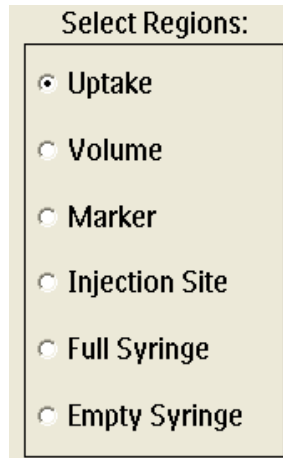 Select Regions:
Uptake
Volume
Marker
Injection Site
Full Syringe
Empty Syringe